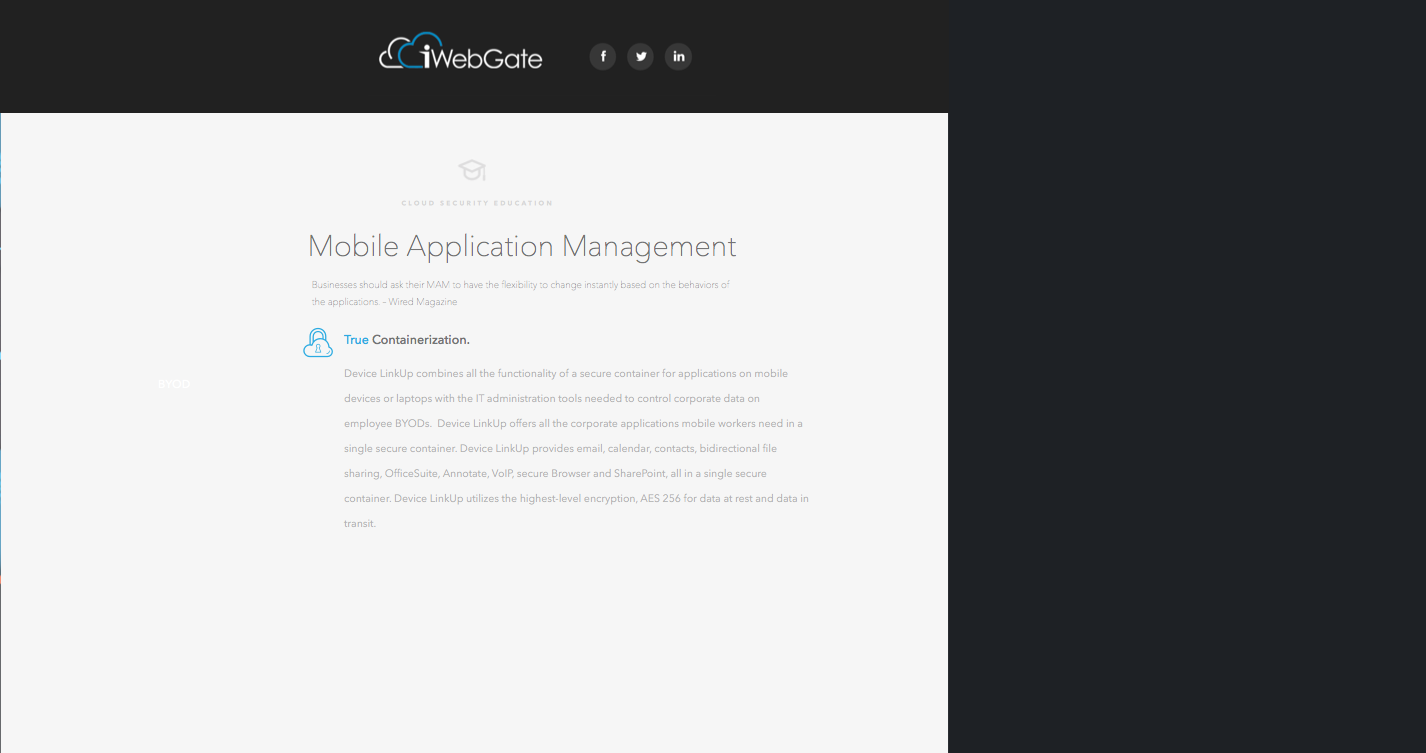 iWebGate
f
in
CLOUD SECURITY EDUCATION
Mobile Application Management
Businesses should ask their MAM to have the flexibility to change instantly based on the behaviors of
the applications. - Wired Magazine
True Containerization.
Device LinkUp combines all the functionality of a secure container for applications on mobile
devices or laptops with the IT administration tools needed to control corporate data on
BYOD
employee BYODs.  Device LinkUp offers all the corporate applications mobile workers need in a
single secure container. Device LinkUp provides email, calendar, contacts, bidirectional file
sharing, OfficeSuite, Annotate, VoIP, secure Browser and SharePoint, all in a single secure
container. Device LinkUp utilizes the highest-level encryption, AES 256 for data at rest and data in
transit.